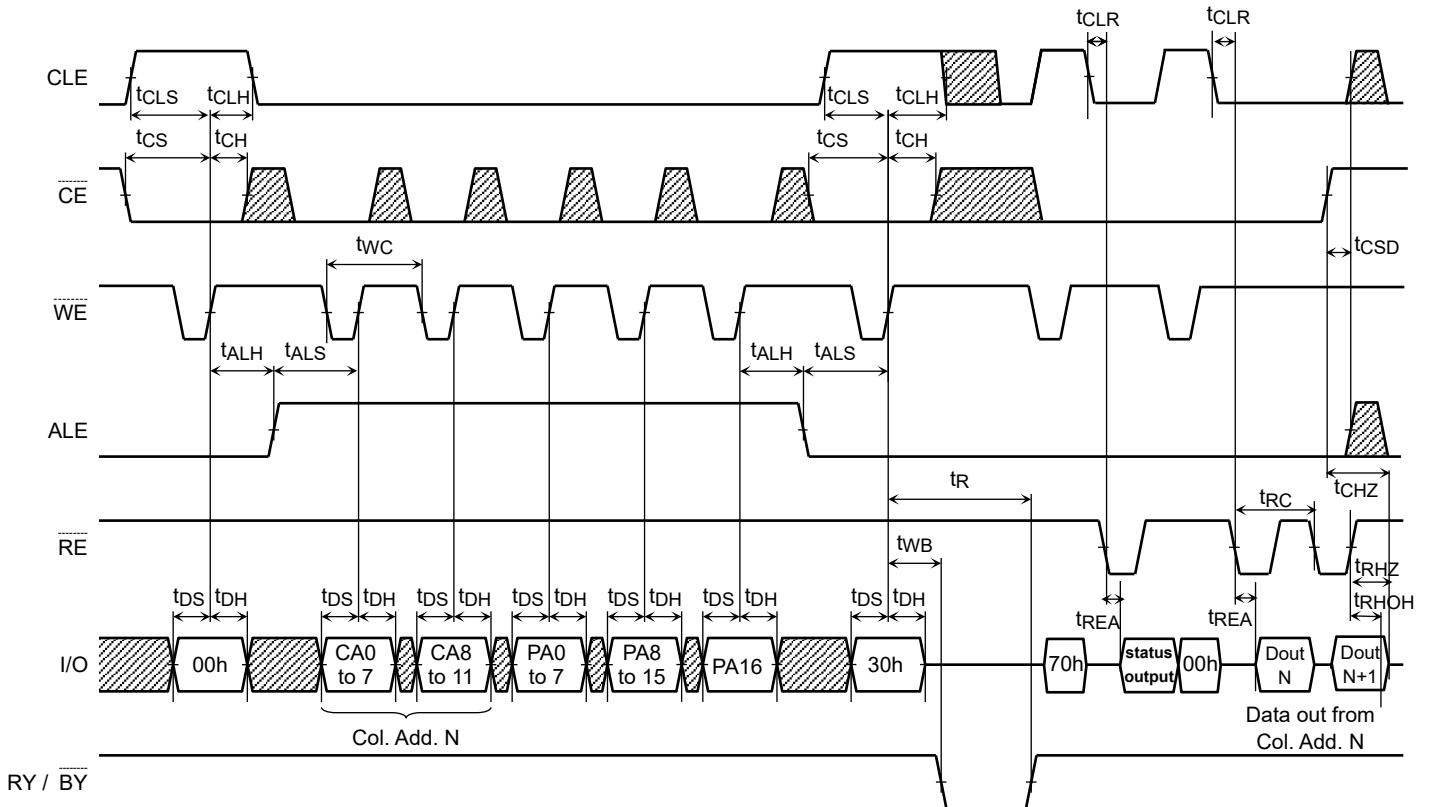 tCLR tCLR
CLE
tCLS tCLH tCLS tCLH
tCS tCH tCS tCH
CE
tWC tCSD
WE
tALH tALS tALH tALS
ALE
tR tCHZ
tRC
RE
tWB
tRHZ
tDS tDH tDS tDH tDS tDH tDS tDH tDS tDH tDS tDH tDS tDH tRHOH
tREA tREA
I/O 00h CA0 to 7 CA8 to 11 PA0 to 7 PA8 to 15 PA16 30h 70h status output 00h Dout N Dout N+1
Col. Add. N
Data out from
Col. Add. N
RY / BY